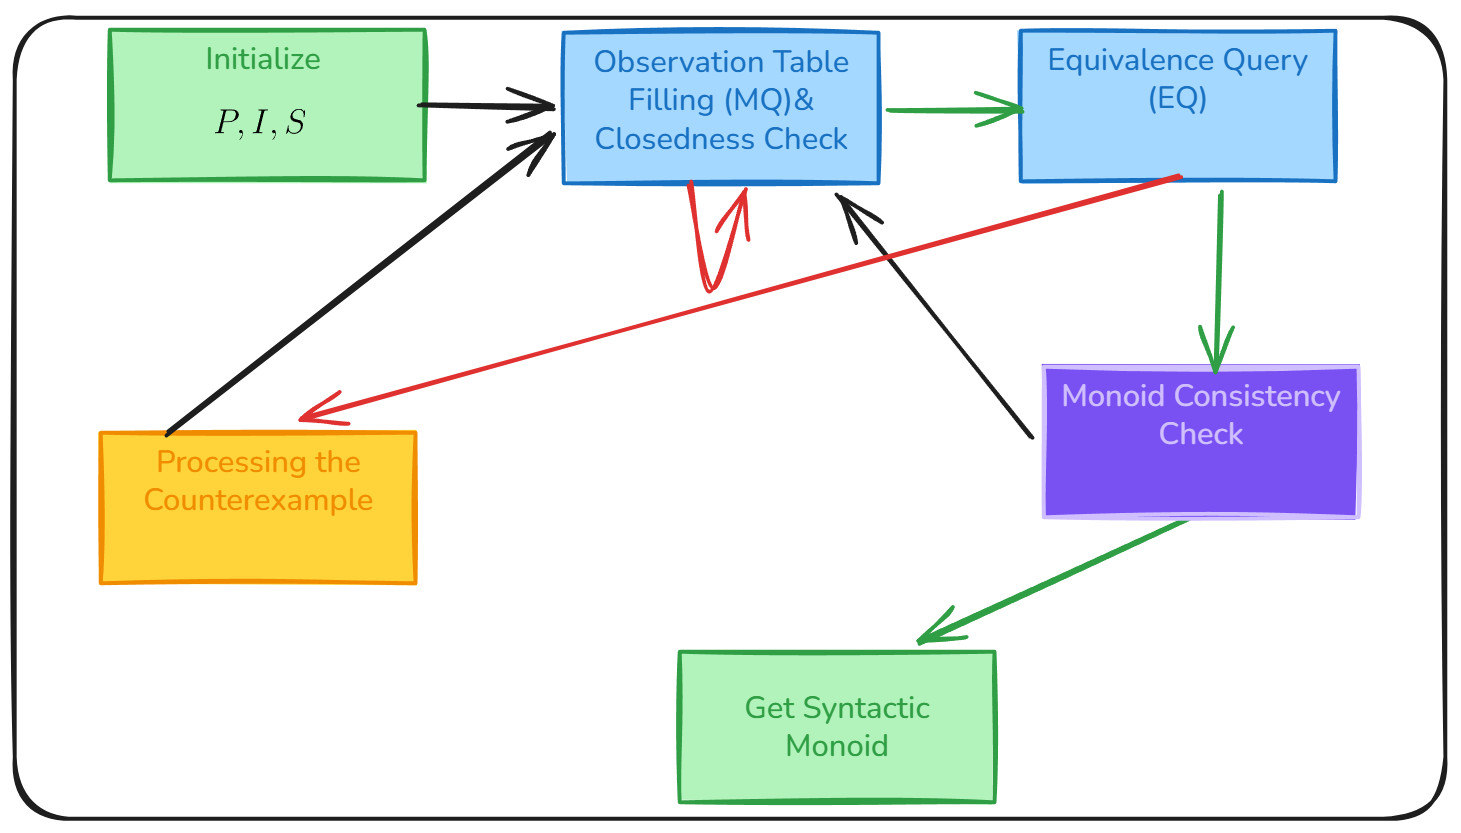 Initialize
P, I, S
Observation Table
Filling (MQ)&
Closedness Check
Equivalence Query
(EQ)
Monoid Consistency
Check
Processing the
Counterexample
Get Syntactic
Monoid